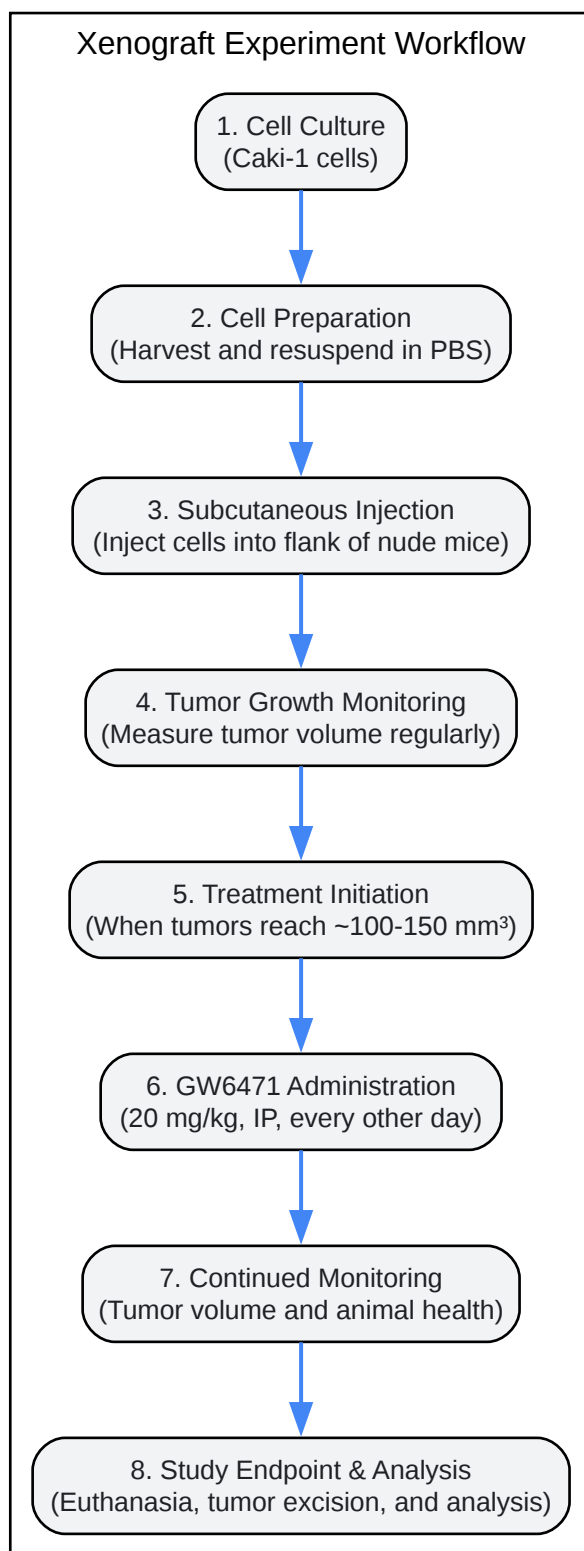 Xenograft Experiment Workflow
1. Cell Culture
(Caki-1 cells)
2. Cell Preparation
(Harvest and resuspend in PBS)
3. Subcutaneous Injection
(Inject cells into flank of nude mice)
4. Tumor Growth Monitoring
(Measure tumor volume regularly)
5. Treatment Initiation
(When tumors reach ~100-150 mm³)
6. GW6471 Administration
(20 mg/kg, IP, every other day)
7. Continued Monitoring
(Tumor volume and animal health)
8. Study Endpoint & Analysis
(Euthanasia, tumor excision, and analysis)